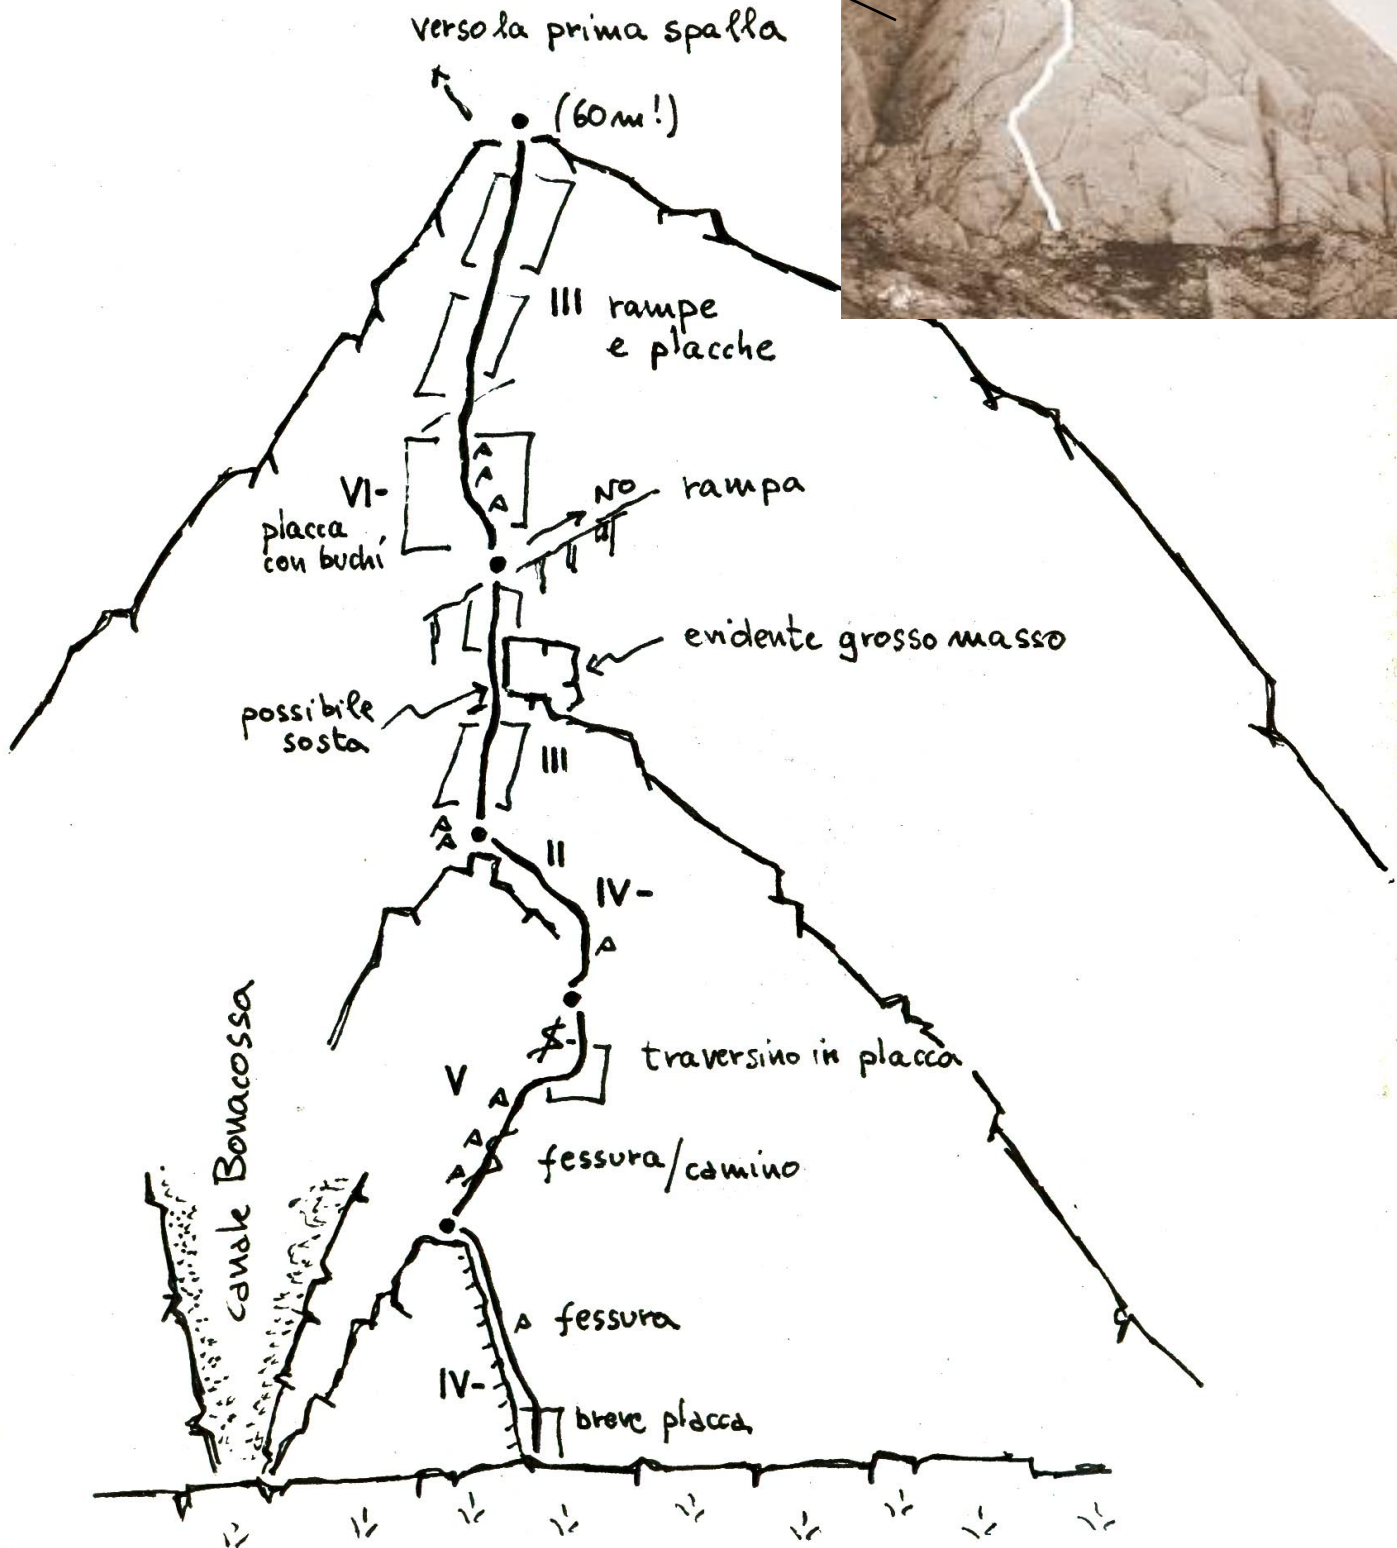 verso la prima spalla
(60 m!)
III rampe
e placche
VI-
placca
con buchi
NO
rampa
evidente grosso masso
possibile
sosta
III
II
IV-
traversino in placca
V
fessura/camino
canale Bonacossa
fessura
IV-
breve placca